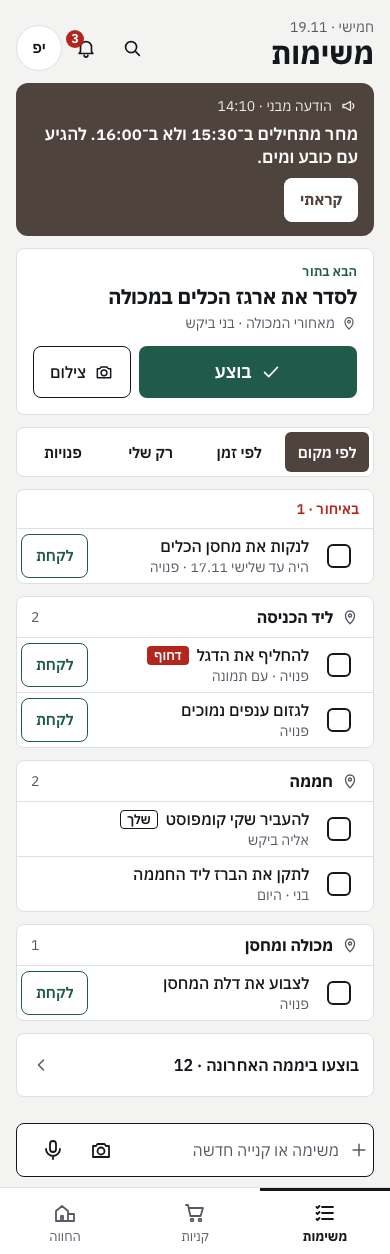 חמישי · 19.11
משימות
3
יפ
הודעה מבני · 14:10
מחר מתחילים ב־15:30 ולא ב־16:00. להגיע
עם כובע ומים.
קראתי
הבא בתור
לסדר את ארגז הכלים במכולה
מאחורי המכולה · בני ביקש
בוצע
צילום
לפי מקום
לפי זמן
רק שלי
פנויות
באיחור · 1
לנקות את מחסן הכלים
היה עד שלישי 17.11 · פנויה
לקחת
ליד הכניסה
2
להחליף את הדגל דחוף
פנויה · עם תמונה
לקחת
לגזום ענפים נמוכים
פנויה
לקחת
חממה
2
להעביר שקי קומפוסט שלך
אליה ביקש
לתקן את הברז ליד החממה
בני · היום
מכולה ומחסן
1
לצבוע את דלת המחסן
פנויה
לקחת
בוצעו ביממה האחרונה · 12
משימה או קנייה חדשה
משימות
קניות
החווה